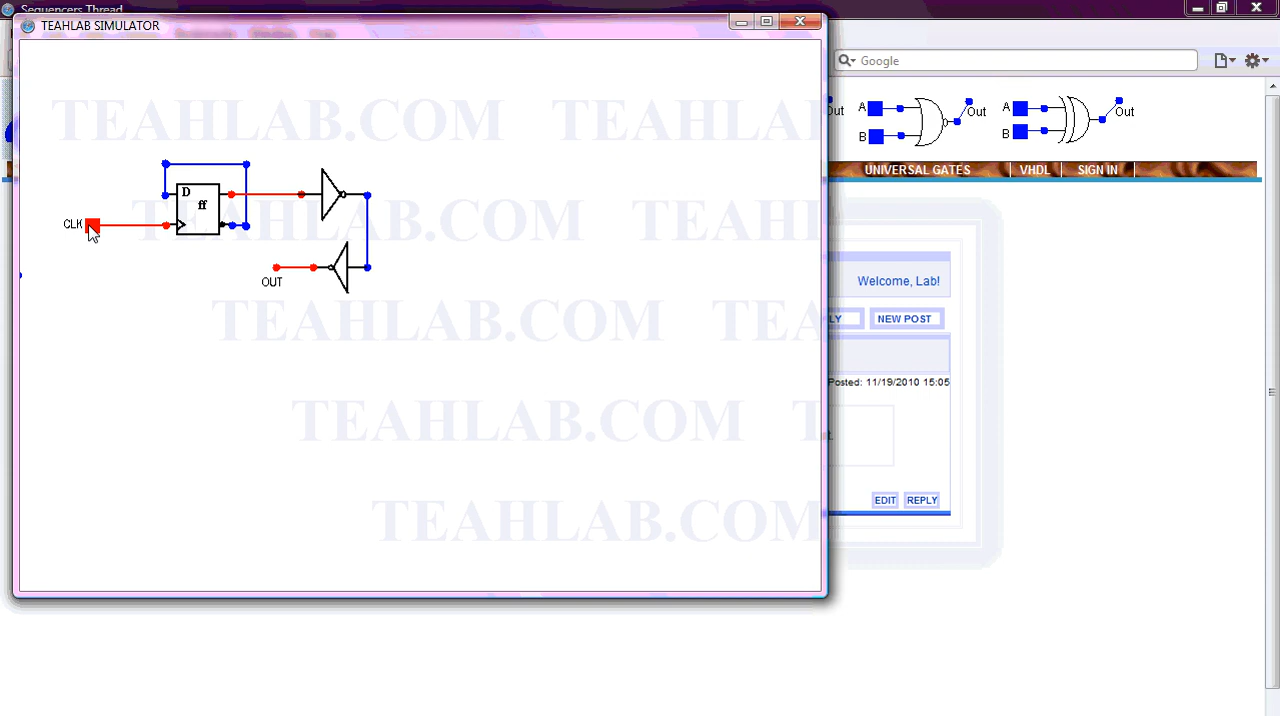 Sequencers Thread
TEAHLAB SIMULATOR
Google
TEAHLAB.COM TEAHLA
Out
A
B
Out
A
B
Out
UNIVERSAL GATES
VHDL
SIGN IN
D
ff
CLK
TEAHLAB.COM TEAH
OUT
Welcome, Lab!
TEAHLAB.COM TEA
LY
NEW POST
Posted: 11/19/2010 15:05
TEAHLAB.COM T
EDIT
REPLY
TEAHLAB.COM